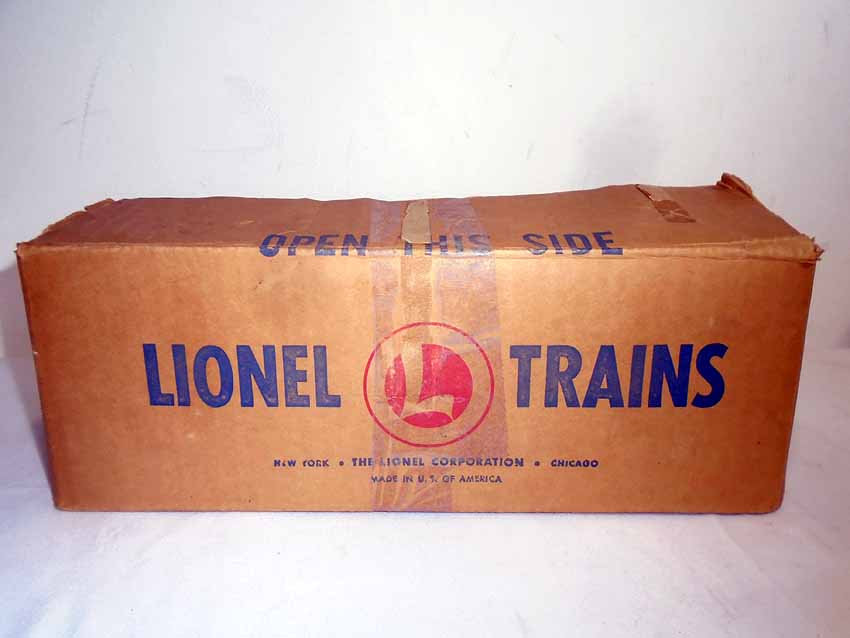 OPEN THIS SIDE
LIONEL L TRAINS
NEW YORK • THE LIONEL CORPORATION • CHICAGO
MADE IN U. S. OF AMERICA